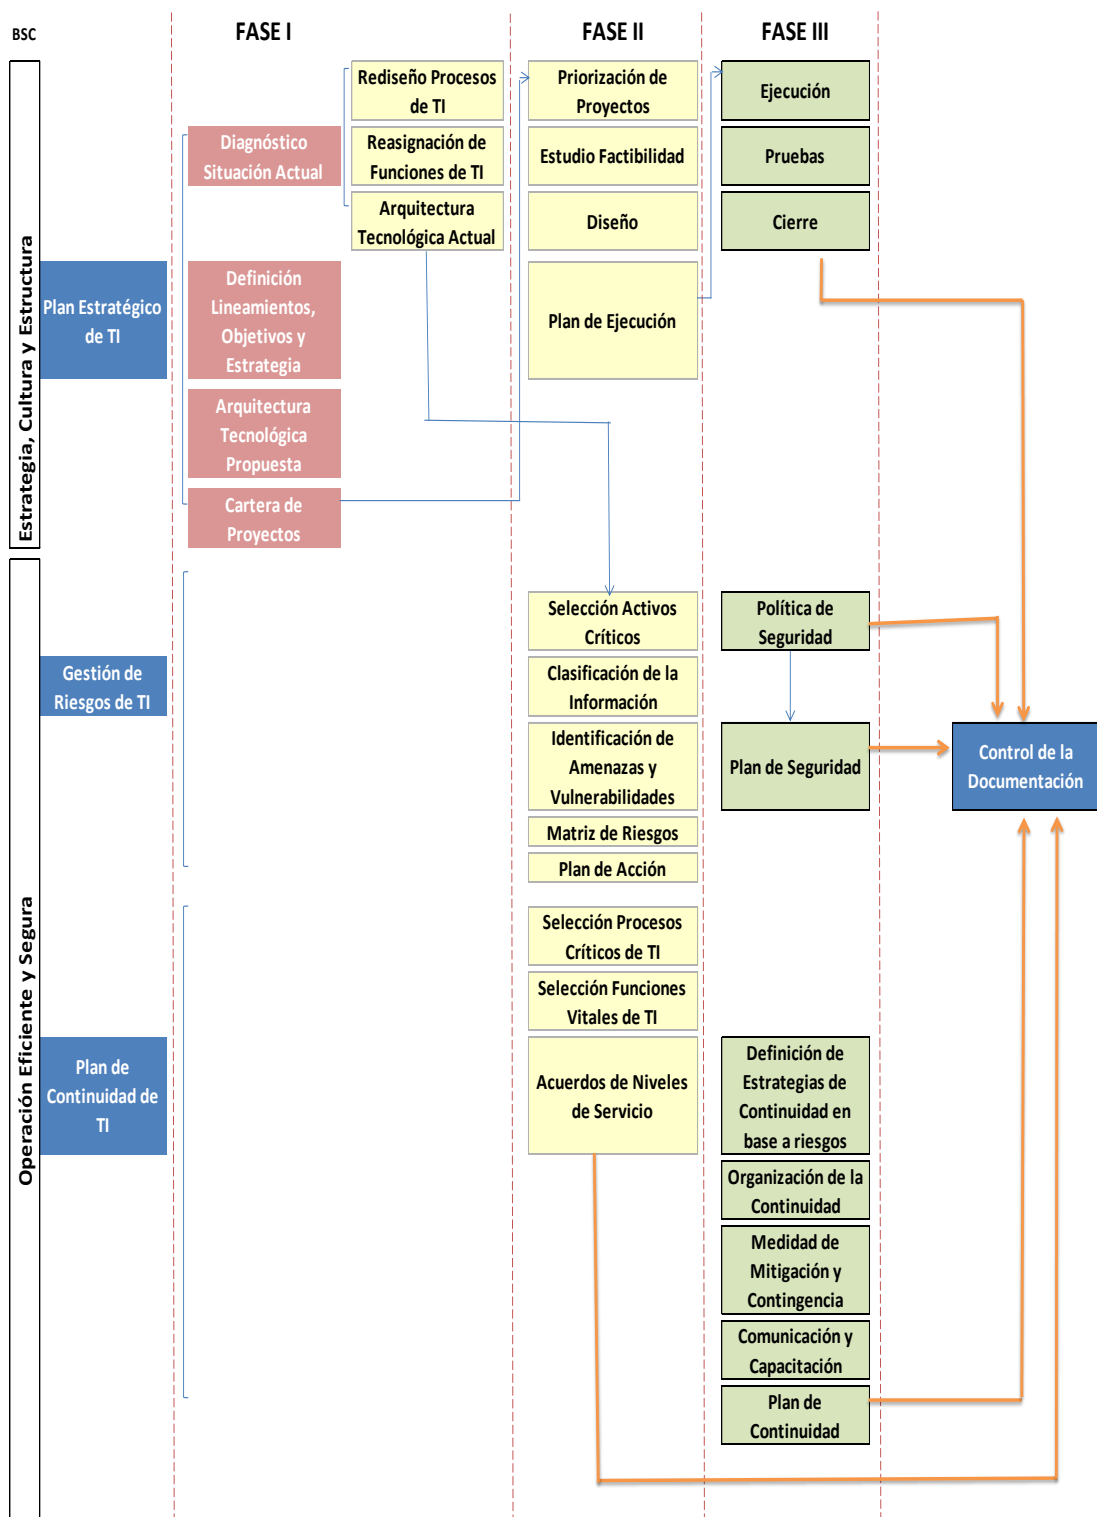 BSC
FASE I
FASE II
FASE III
Estrategia, Cultura y Estructura
Plan Estratégico
de TI
Diagnóstico
Situación Actual
Definición
Lineamientos,
Objetivos y
Estrategia
Arquitectura
Tecnológica
Propuesta
Cartera de
Proyectos
Rediseño Procesos
de TI
Reasignación de
Funciones de TI
Arquitectura
Tecnológica Actual
Priorización de
Proyectos
Estudio Factibilidad
Diseño
Plan de Ejecución
Ejecución
Pruebas
Cierre
Operación Eficiente y Segura
Gestión de
Riesgos de TI
Selección Activos
Críticos
Clasificación de la
Información
Identificación de
Amenazas y
Vulnerabilidades
Matriz de Riesgos
Plan de Acción
Política de
Seguridad
Plan de Seguridad
Control de la
Documentación
Plan de
Continuidad de
TI
Selección Procesos
Críticos de TI
Selección Funciones
Vitales de TI
Acuerdos de Niveles
de Servicio
Definición de
Estrategias de
Continuidad en
base a riesgos
Organización de la
Continuidad
Medidad de
Mitigación y
Contingencia
Comunicación y
Capacitación
Plan de
Continuidad